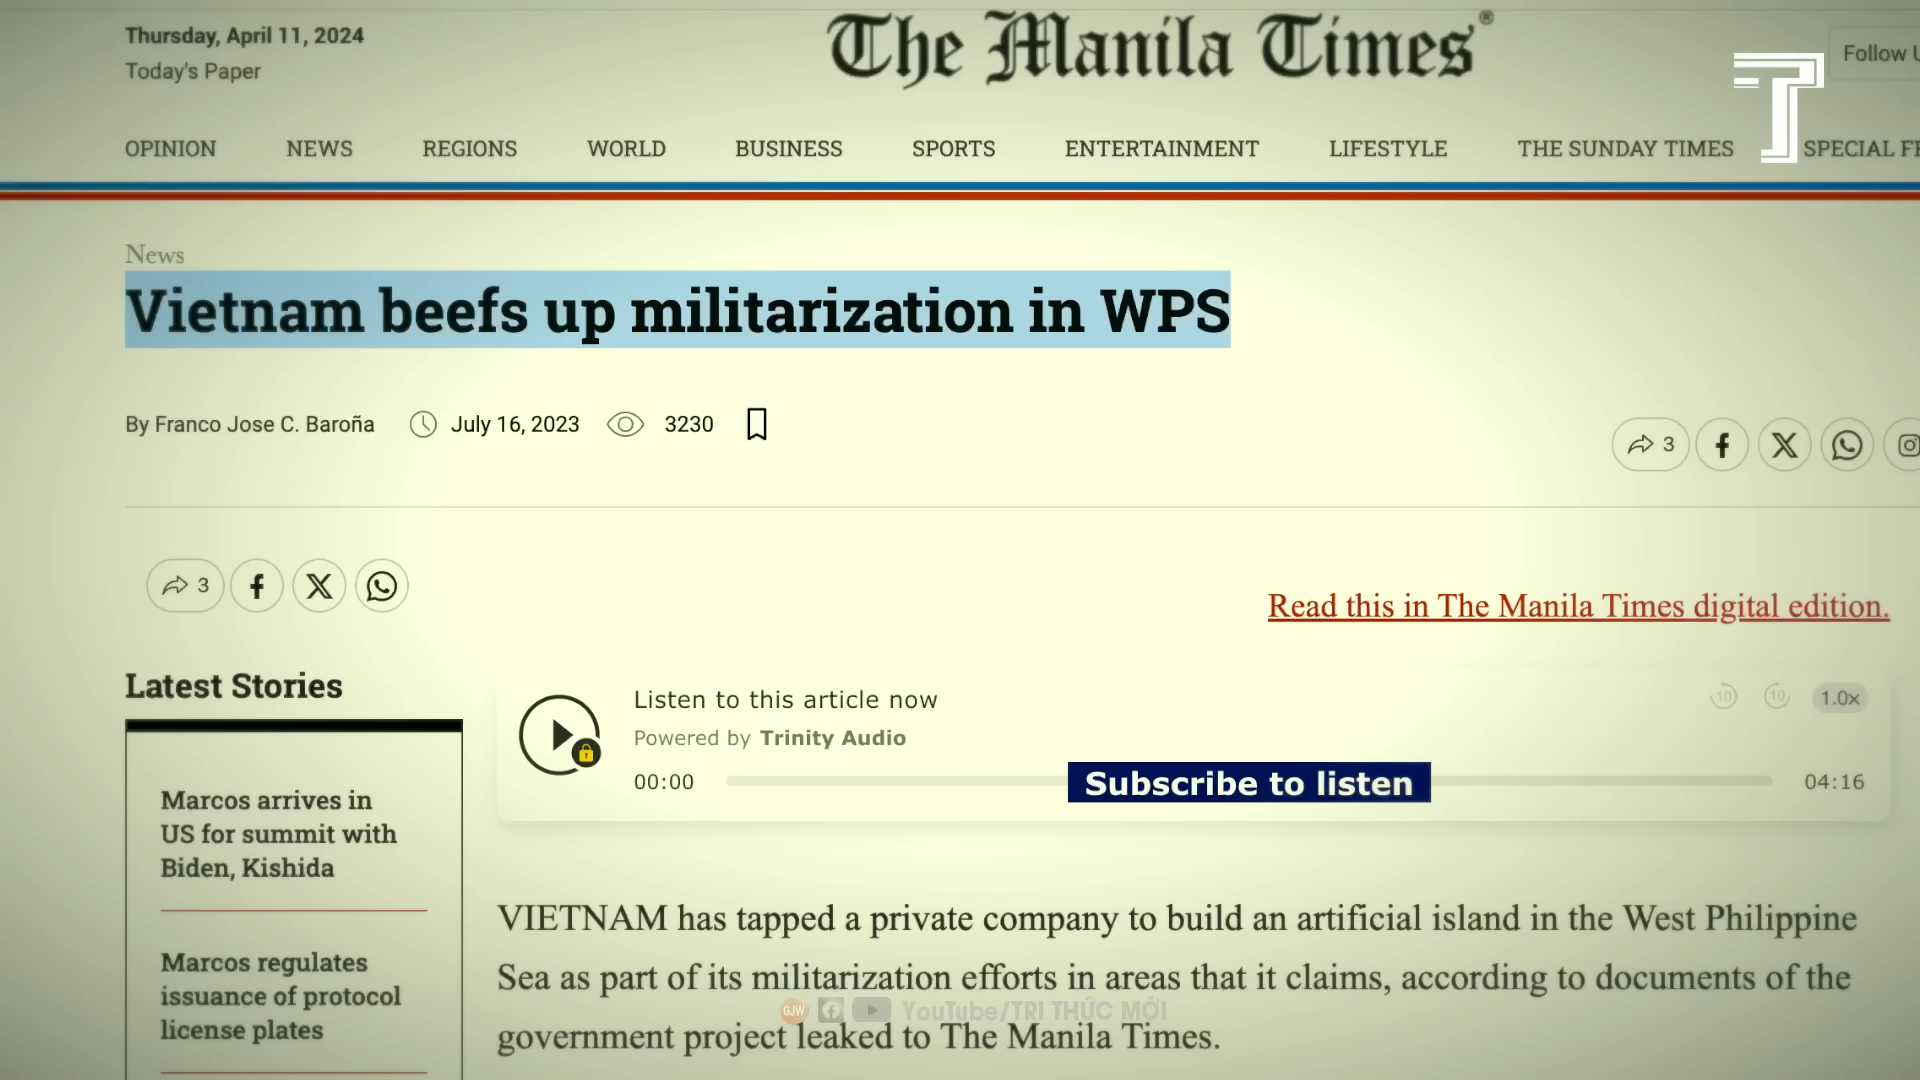 Thursday, April 11, 2024
Today's Paper
The Manila Times®
Follow U
OPINION NEWS REGIONS WORLD BUSINESS SPORTS ENTERTAINMENT LIFESTYLE THE SUNDAY TIMES SPECIAL FE
News
Vietnam beefs up militarization in WPS
By Franco Jose C. Baroña July 16, 2023 3230
3
3
Read this in The Manila Times digital edition.
Latest Stories
Marcos arrives in
US for summit with
Biden, Kishida
Marcos regulates
issuance of protocol
license plates
Listen to this article now
Powered by Trinity Audio
10 10 1.0x
00:00 Subscribe to listen 04:16
VIETNAM has tapped a private company to build an artificial island in the West Philippine
Sea as part of its militarization efforts in areas that it claims, according to documents of the
government project leaked to The Manila Times.
GJW YouTube/TRI THỨC MỚI